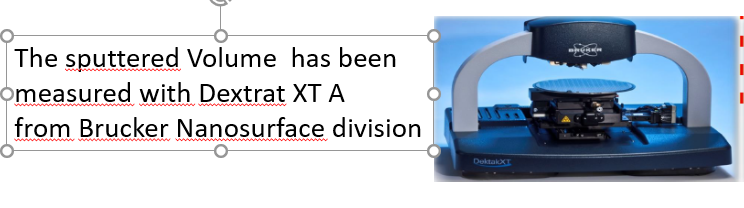 The sputtered Volume  has been
measured with Dextrat XT A
from Brucker Nanosurface division
BRUKER
DektakXT